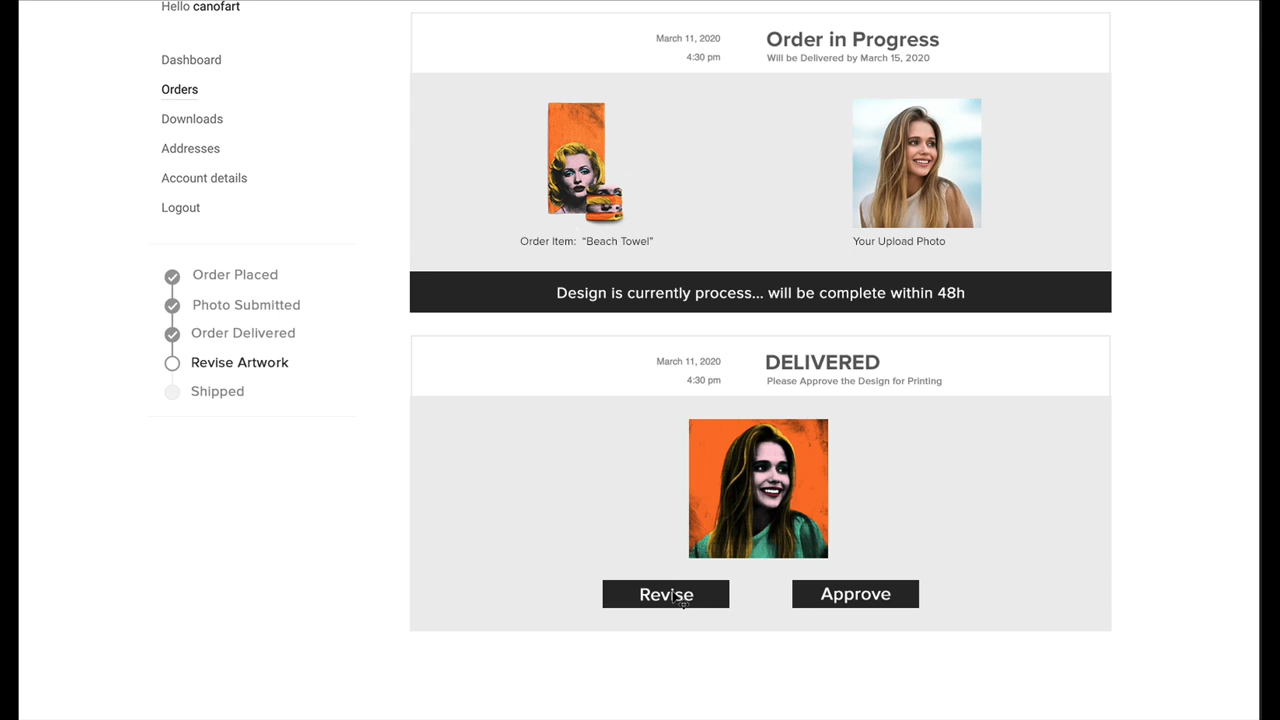 Hello canofart
Dashboard
Orders
Downloads
Addresses
Account details
Logout
Order Placed
Photo Submitted
Order Delivered
Revise Artwork
Shipped
March 11, 2020
4:30 pm
Order in Progress
Will be Delivered by March 15, 2020
Order Item: “Beach Towel”
Your Upload Photo
Design is currently process... will be complete within 48h
March 11, 2020
4:30 pm
DELIVERED
Please Approve the Design for Printing
Revise
Approve